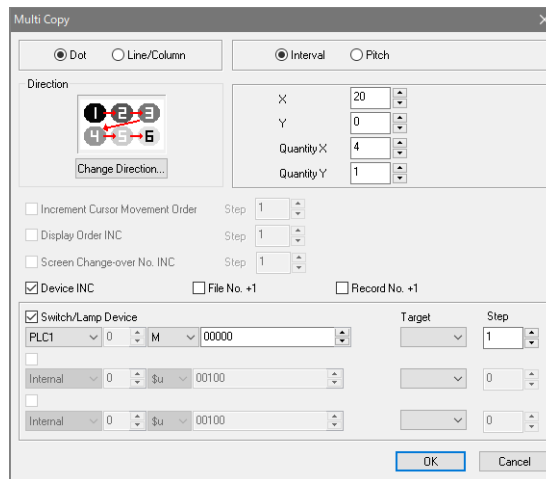 Multi Copy
Dot Line/Column Interval Pitch
Direction
1 2 3
4 5 6
Change Direction...
X 20
Y 0
Quantity X 4
Quantity Y 1
Increment Cursor Movement Order Step 1
Display Order INC Step 1
Screen Change-over No. INC Step 1
Device INC File No. +1 Record No. +1
Switch/Lamp Device Target Step
PLC1 0 M 00000 1
Internal 0 $u 00100 0
Internal 0 $u 00100 0
OK Cancel